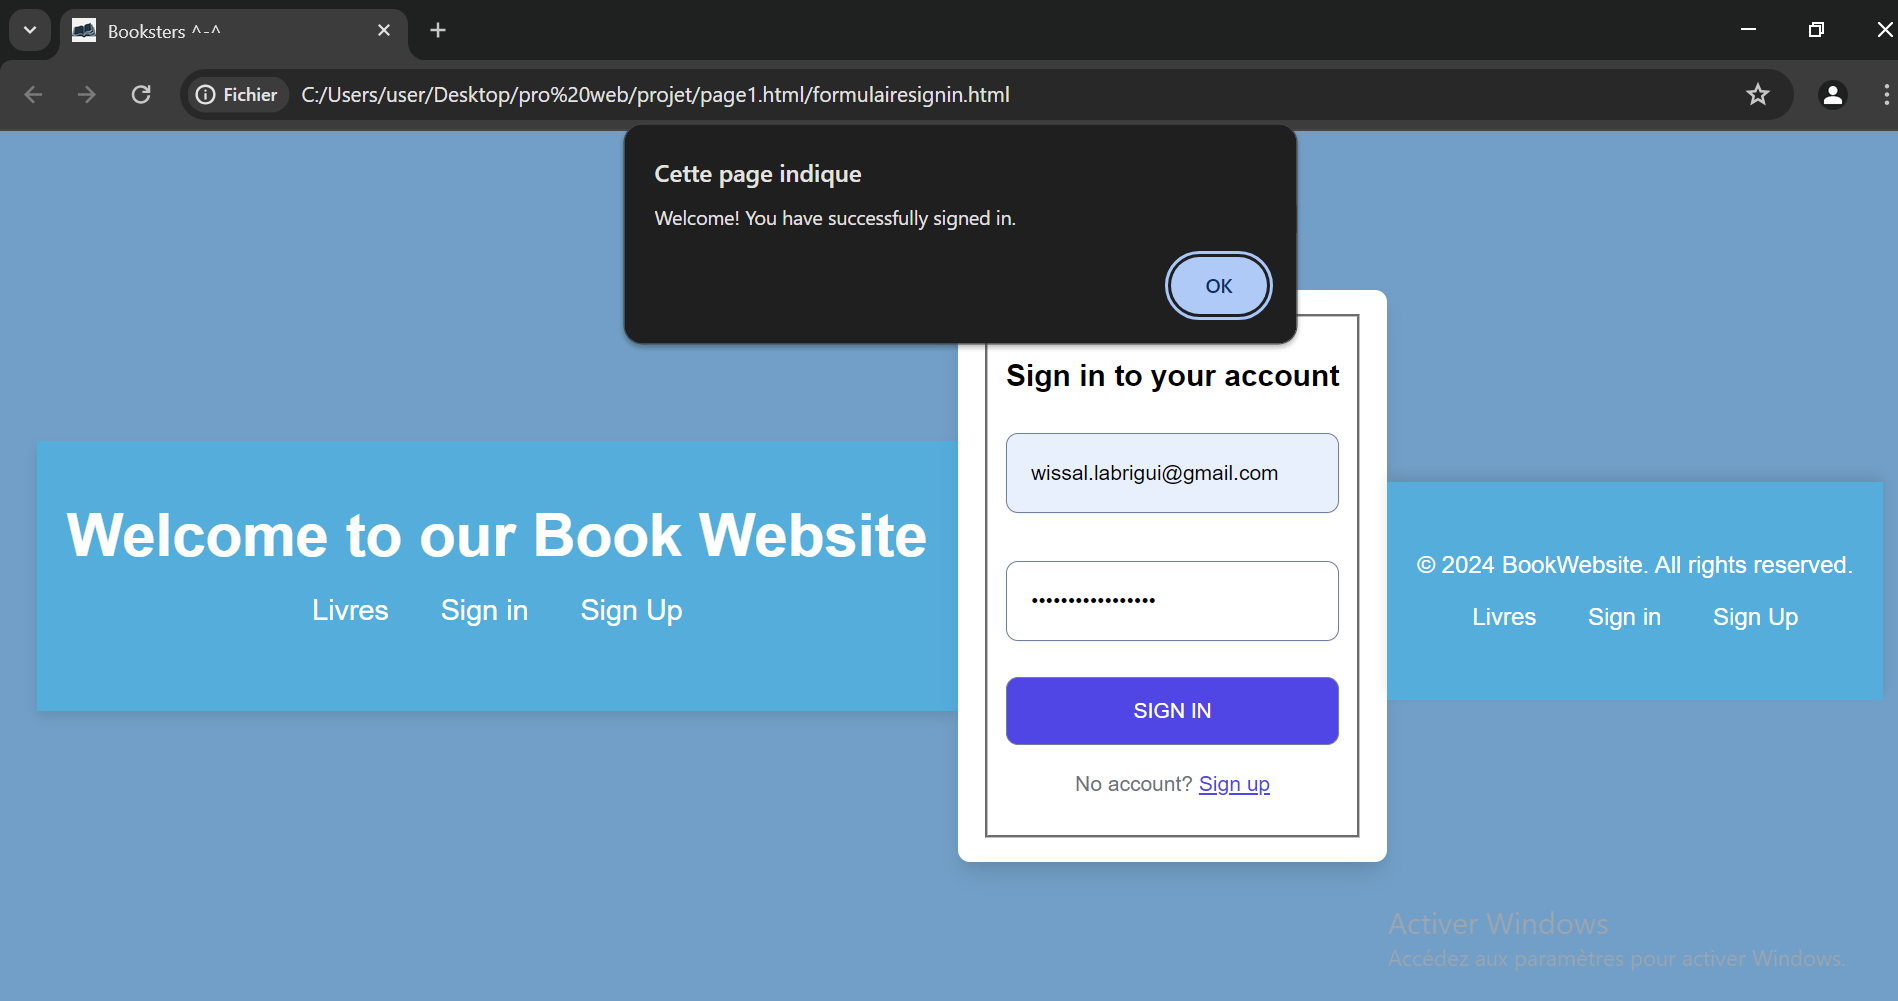 Booksters ^-^
Fichier C:/Users/user/Desktop/pro%20web/projet/page1.html/formulairesignin.html
Cette page indique
Welcome! You have successfully signed in.
OK
Welcome to our Book Website
Livres Sign in Sign Up
Sign in to your account
wissal.labrigui@gmail.com
•••••••••••••••••
SIGN IN
No account? Sign up
© 2024 BookWebsite. All rights reserved.
Livres Sign in Sign Up
Activer Windows
Accédez aux paramètres pour activer Windows.